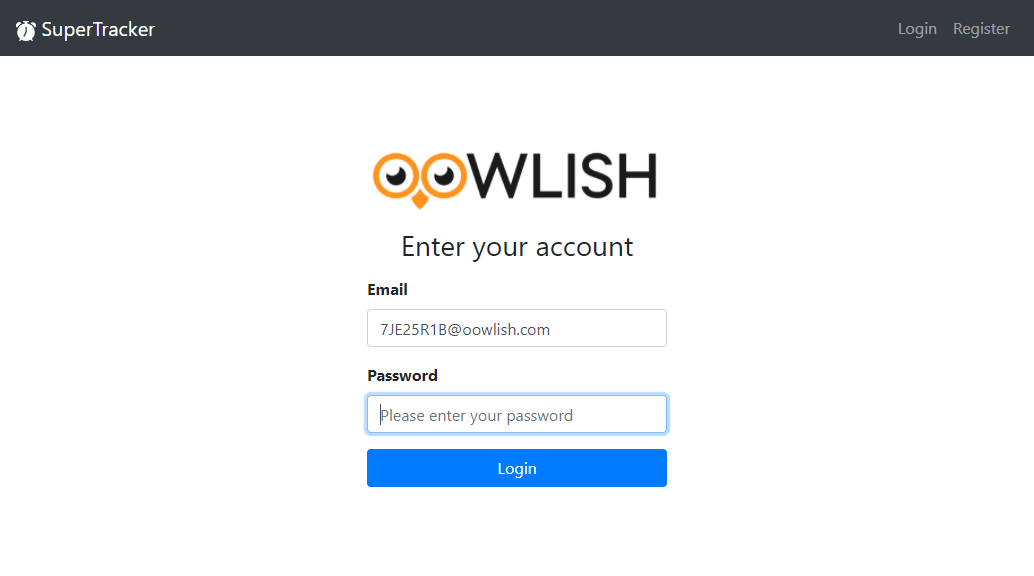 SuperTracker
Login Register
OOWLISH
Enter your account
Email
7JE25R1B@oowlish.com
Password
Please enter your password
Login